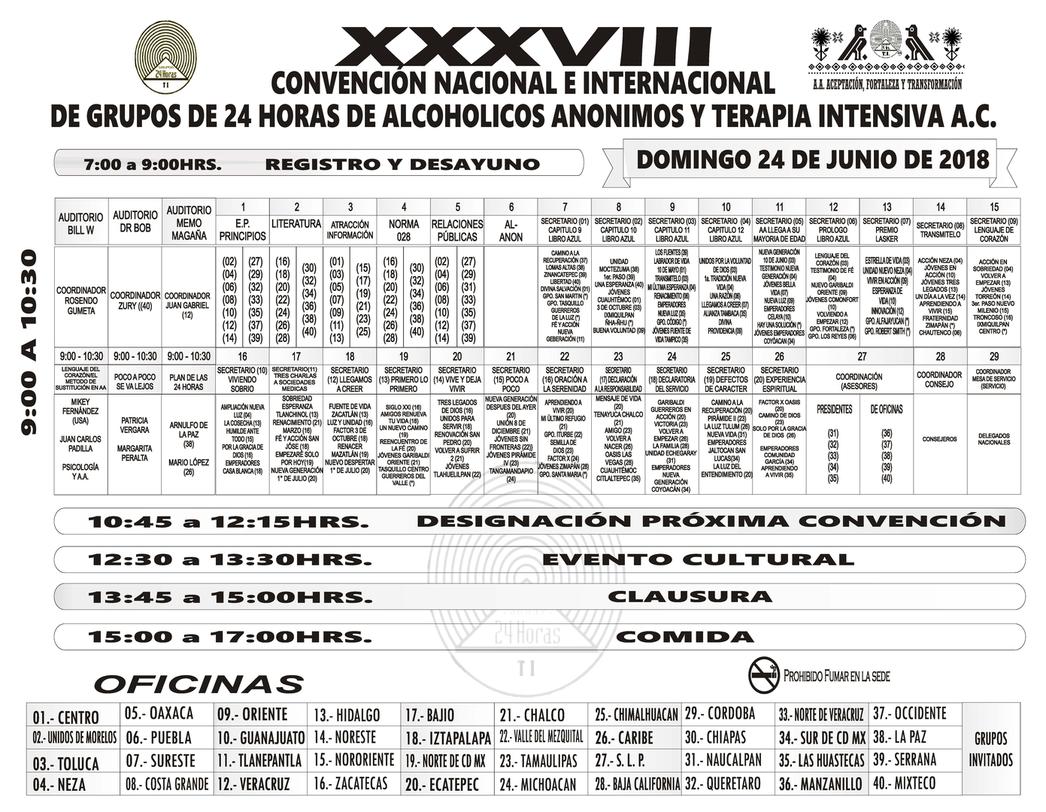 24 Horas
T I
XXXVIII
CONVENCIÓN NACIONAL E INTERNACIONAL
DE GRUPOS DE 24 HORAS DE ALCOHOLICOS ANONIMOS Y TERAPIA INTENSIVA A.C.
A.A. ACEPTACIÓN, FORTALEZA Y TRANSFORMACIÓN
7:00 a 9:00HRS. REGISTRO Y DESAYUNO
DOMINGO 24 DE JUNIO DE 2018
9:00 A 10:30
AUDITORIO BILL W
AUDITORIO DR BOB
AUDITORIO MEMO MAGAÑA
1
E.P. PRINCIPIOS
2
LITERATURA
3
ATRACCIÓN INFORMACIÓN
4
NORMA 028
5
RELACIONES PÚBLICAS
6
AL-ANON
7
SECRETARIO (01) CAPITULO 9 LIBRO AZUL
8
SECRETARIO (02) CAPITULO 10 LIBRO AZUL
9
SECRETARIO (03) CAPITULO 11 LIBRO AZUL
10
SECRETARIO (04) CAPITULO 12 LIBRO AZUL
11
SECRETARIO (05) AA LLEGA A SU MAYORIA DE EDAD
12
SECRETARIO (06) PROLOGO LIBRO AZUL
13
SECRETARIO (07) PREMIO LASKER
14
SECRETARIO (08) TRANSMITELO
15
SECRETARIO (09) LENGUAJE DE CORAZÓN
COORDINADOR ROSENDO GUMETA
COORDINADOR ZURY ((40)
COORDINADOR JUAN GABRIEL (12)
(02) (27)
(04) (29)
(06) (32)
(08) (33)
(10) (35)
(12) (37)
(14) (39)
(16) (30)
(18) (32)
(20) (34)
(22) (36)
(24) (38)
(26) (40)
(28)
(01) (15)
(03) (17)
(05) (19)
(07) (21)
(09) (23)
(11) (25)
(13)
(16) (30)
(18) (32)
(20) (34)
(22) (36)
(24) (38)
(26) (40)
(28)
(02) (27)
(04) (29)
(06) (32)
(08) (33)
(10) (35)
(12) (37)
(14) (39)
CAMINO A LA
RECUPERACIÓN (37)
LOMAS ALTAS (38)
ZINANCATEPEC (39)
LIBERTAD (40)
DIVINA SALVACIÓN (01)
GPO. SAN MARTIN (*)
GPO. TASQUILLO
GUERREROS
DE LA LUZ (*)
FE Y ACCIÓN
NUEVA
GEBERACIÓN (11)
UNIDAD
MOCTEZUMA (38)
1er. PASO (39)
UNA ESPERANZA (40)
JÓVENES
CUAUHTÉMOC (01)
3 DE OCTUBRE (03)
IXMIQUILPAN
ÑHA-ÑHU (*)
BUENA VOLUNTAD (09)
LOS FUENTES (39)
LABRADOR DE VIDA
10 DE MAYO (01)
TRANSMITELO (03)
MI ÚLTIMA ESPERANZA (04)
RENACIMIENTO (06)
EMPERADORES
NUEVA LUZ (35)
GPO. CÓDIGO (*)
JÓVENES FUENTE DE
VIDA TAMPICO (35)
UNIDOS POR LA VOLUNTAD
DE DIOS (03)
1a. TRADICIÓN NUEVA
VIDA (04)
UNA RAZÓN (06)
LLEGAMOS A CREER (07)
ALIANZA TAMBACA (35)
DIVINA
PROVIDENCIA (08)
NUEVA GENERACIÓN
10 DE JUNIO (03)
TESTIMONIO NUEVA
GENERACIÓN (04)
JÓVENES BELLA
VIDA (07)
NUEVA LUZ (09)
EMPERADORES
CELAYA (10)
HAY UNA SOLUCIÓN (*)
JÓVENES EMPERADORES
LENGUAJE DEL
CORAZÓN (03)
TESTIMONIO DE FÉ
(04)
NUEVO GARIBALDI
ORIENTE (09)
JÓVENES COMONFORT
(10)
VOLVIENDO A
EMPEZAR (12)
GPO. FORTALEZA (*)
GPO. LOS REYES (06)
ESTRELLA DE VIDA (03)
UNIDAD NUEVO NEZA (04)
VIVIR EN ACCIÓN (09)
ESPERANZA DE
VIDA (10)
INNOVACIÓN (12)
GPO. ALFAJAYUCAN (*)
GPO. ROBERT SMITH (*)
ACCIÓN NEZA (04)
JÓVENES EN
ACCIÓN (10)
JÓVENES TRES
LEGADOS (13)
UN DÍA A LA VEZ (14)
APRENDIENDO A
VIVIR (15)
FRATERNIDAD
ZIMAPÁN (*)
CHAUTENCO (06)
ACCIÓN EN
SOBRIEDAD (04)
VOLVER A
VIVIR (13)
JÓVENES
TORREÓN (14)
3er. PASO NUEVO
MILENIO (15)
TRONCOSO (16)
IXMIQUILPAN
CENTRO (*)
9:00 - 10:30
9:00 - 10:30
9:00 - 10:30
16 17 18 19 20 21 22 23 24 25 26 27 28 29
LENGUAJE DEL CORAZÓN/EL METODO DE SUSTITUCIÓN EN AA
POCO A POCO SE VA LEJOS
PLAN DE LAS 24 HORAS
SECRETARIO (10) VIVIENDO SOBRIO
SECRETARIO(11) TRES CHARLAS A SOCIEDADES MEDICAS
SECRETARIO (12) LLEGAMOS A CREER
SECRETARIO (13) PRIMERO LO PRIMERO
SECRETARIO (14) VIVE Y DEJA VIVIR
SECRETARIO (15) POCO A POCO
SECRETARIO (16) ORACIÓN A LA SERENIDAD
SECRETARIO (17) DECLARACIÓN A LA RESPONSABILIDAD
SECRETARIO (18) DECLARATORIA DEL SERVICIO
SECRETARIO (19) DEFECTOS DE CARACTER
SECRETARIO (20) EXPERIENCIA ESPIRITUAL
COORDINACIÓN (ASESORES)
COORDINADOR CONSEJO
COORDINADOR MESA DE SERVICIO
MIKEY FERNÁNDEZ (USA)
JUAN CARLOS PADILLA
PSICOLOGÍA Y A.A.
PATRICIA VERGARA
MARGARITA PERALTA
ARNULFO DE LA PAZ (38)
MARIO LÓPEZ (26)
AMPLIACIÓN NUEVA
LUZ (04)
LA COSECHA (13)
HUMILDE ANTE
TODO (15)
POR LA GRACIA DE
DIOS (16)
EMPERADORES
CASA BLANCA (18)
SOBRIEDAD
ESPERANZA
TLANCHINOL (13)
RENACIMIENTO (21)
MARZO (16)
FÉ Y ACCIÓN SAN
JOSÉ (18)
EMPEZARÉ SOLO
POR HOY(19)
NUEVA GENERACIÓN
1° DE JULIO (20)
FUENTE DE VIDA
ZACATLÁN (13)
LUZ Y UNIDAD (16)
FACTOR 3 DE
OCTUBRE (18)
RENACER
MAZATLÁN (19)
NUEVO DESPERTAR
1° DE JULIO (20)
SIGLO XXI (16)
AMIGOS RENUEVA
TU VIDA (18)
UN NUEVO CAMINO
(19)
REENCUENTRO DE
LA FÉ (20)
JÓVENES GARIBALDI
ORIENTE (21)
TASQUILLO CENTRO
GUERREROS DEL
VALLE (*)
TRES LEGADOS
DE DIOS (16)
UNIDOS PARA
SERVIR (18)
RENOVACIÓN SAN
PEDRO (20)
VOLVER A SUFRIR
2 (21)
JÓVENES
TLAHUELILPAN (22)
NUEVA GENERACIÓN
DESPUES DEL AYER
(20)
UNIÓN 8 DE
DICIEMBRE (21)
JÓVENES SIN
FRONTERAS (22)
JÓVENES PIRÁMIDE
IV (23)
TANGAMANDAPIO
(24)
APRENDIENDO A
VIVIR (20)
MI ÚLTIMO REFUGIO
(21)
GPO. ITURBE (22)
SEMILLA DE
DIOS (23)
FACTOR X (24)
JÓVENES ZIMAPÁN (28)
GPO. SANTA MARIA (*)
MENSAJE DE VIDA (20)
TENAYUCA CHALCO
(21)
AMIGO (23)
VOLVER A
NACER (26)
OASIS LAS
VEGAS (26)
CUAUHTÉMOC
CITLALTEPEC (35)
GARIBALDI
GUERREROS EN
ACCIÓN (20)
VICTORIA (23)
VOLVER A
EMPEZAR (26)
LA FAMILIA (28)
UNIDAD ECHEGARAY
(31)
EMPERADORES
NUEVA
GENERACIÓN
COYOACÁN (34)
CAMINO A LA
RECUPERACIÓN (20)
PIRÁMIDE II (23)
LA LUZ TULUM (26)
NUEVA VIDA (31)
EMPERADORES
JALTOCAN SAN
LUCAS(34)
LA LUZ DEL
ENTENDIMIENTO (20)
FACTOR X OASIS
(20)
CAMINO DE DIOS
(23)
SOLO POR LA GRACIA
DE DIOS (26)
EMPERADORES
COMUNIDAD
GARCÍA (34)
APRENDIENDO
A VIVIR (35)
PRESIDENTES
(31)
(32)
(33)
(34)
(35)
DE OFICINAS
(36)
(37)
(38)
(39)
(40)
CONSEJEROS
DELEGADOS NACIONALES
10:45 a 12:15HRS. DESIGNACIÓN PRÓXIMA CONVENCIÓN
12:30 a 13:30HRS. EVENTO CULTURAL
13:45 a 15:00HRS. CLAUSURA
15:00 a 17:00HRS. COMIDA
24 Horas
T I
OFICINAS
PROHIBIDO FUMAR EN LA SEDE
01.- CENTRO 05.- OAXACA 09.- ORIENTE 13.- HIDALGO 17.- BAJIO 21.- CHALCO 25.- CHIMALHUACAN 29.- CORDOBA 33.- NORTE DE VERACRUZ 37.- OCCIDENTE
02.- UNIDOS DE MORELOS 06.- PUEBLA 10.- GUANAJUATO 14.- NORESTE 18.- IZTAPALAPA 22.- VALLE DEL MEZQUITAL 26.- CARIBE 30.- CHIAPAS 34.- SUR DE CD MX 38.- LA PAZ
03.- TOLUCA 07.- SURESTE 11.- TLANEPANTLA 15.- NORORIENTE 19.- NORTE DE CD MX 23.- TAMAULIPAS 27.- S. L. P. 31.- NAUCALPAN 35.- LAS HUASTECAS 39.- SERRANA
04.- NEZA 08.- COSTA GRANDE 12.- VERACRUZ 16.- ZACATECAS 20.- ECATEPEC 24.- MICHOACAN 28.- BAJA CALIFORNIA 32.- QUERETARO 36.- MANZANILLO 40.- MIXTECO
GRUPOS INVITADOS